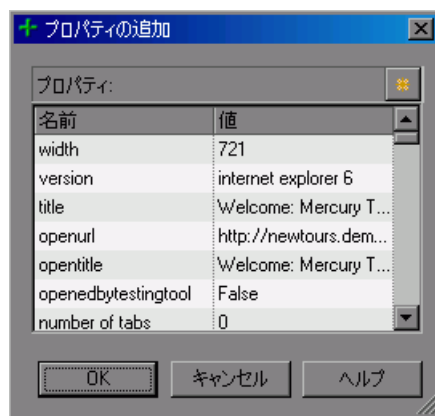 プロパティの追加
プロパティ:
名前 値
width 721
version internet explorer 6
title Welcome: Mercury T...
openurl http://newtours.dem...
opentitle Welcome: Mercury T...
openedbytestingtool False
number of tabs 0
OK キャンセル ヘルプ